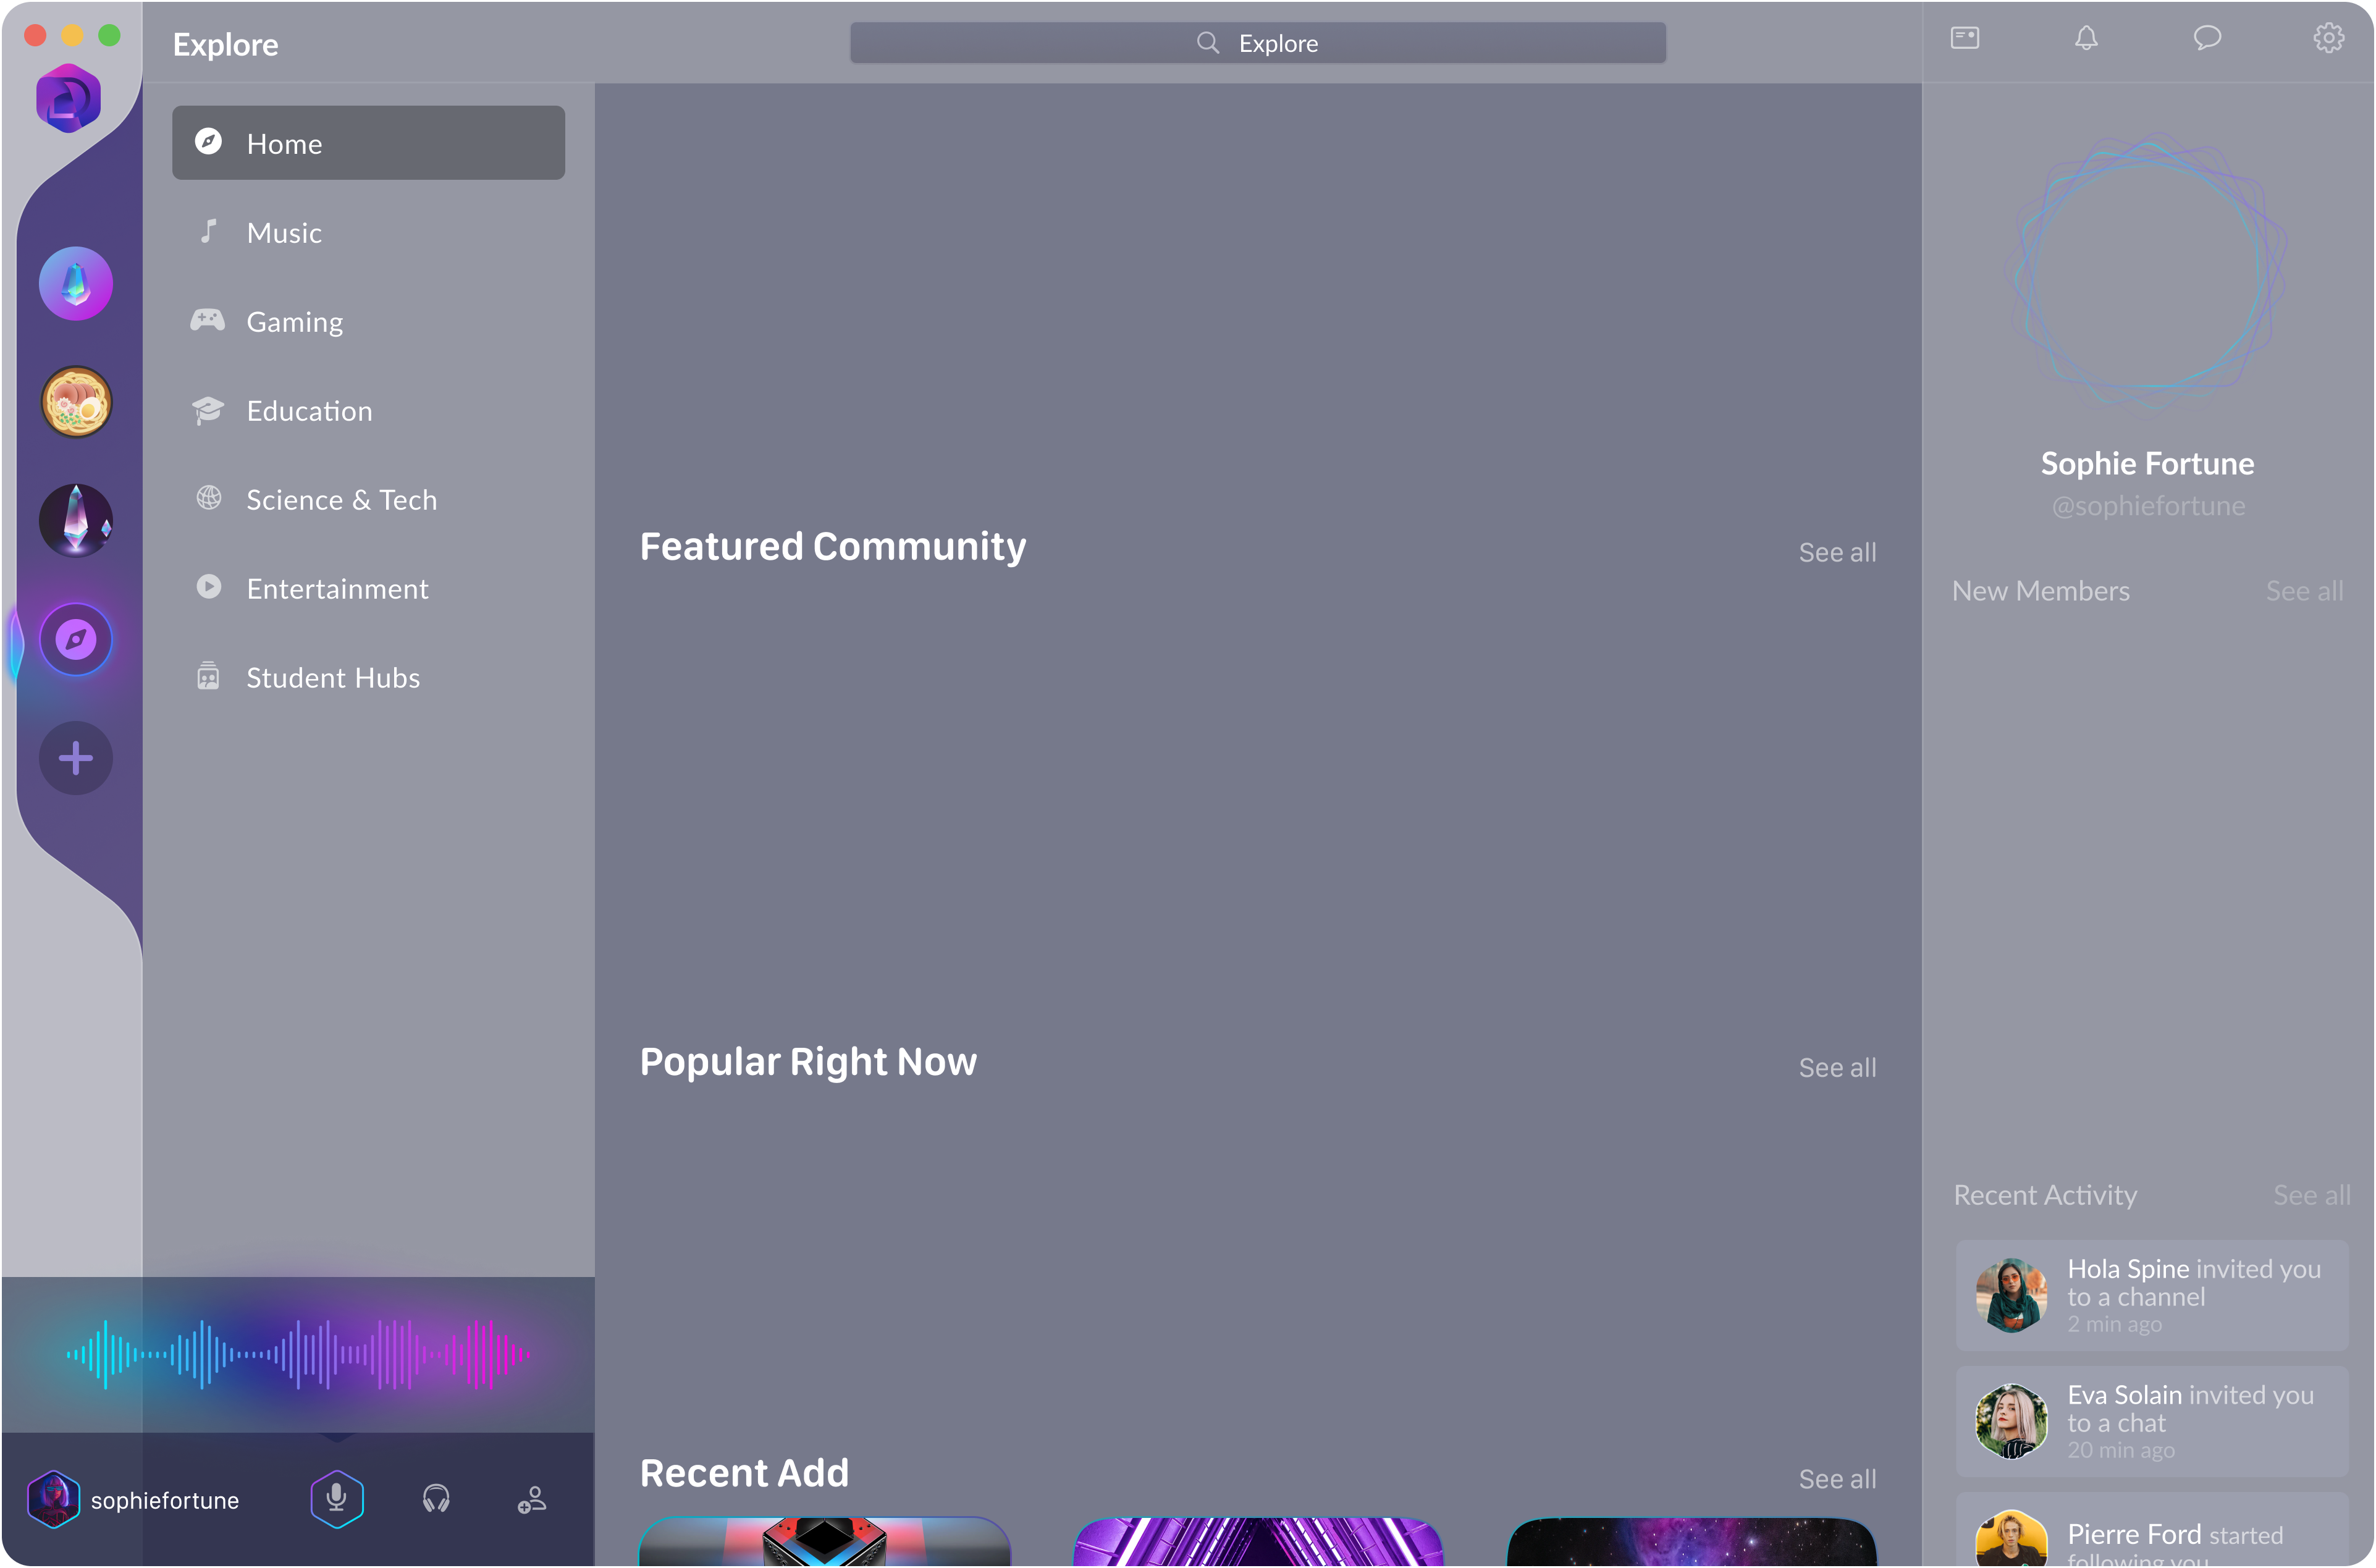 Explore
Explore
Home
Music
Gaming
Education
Science & Tech
Entertainment
Student Hubs
sophiefortune
Featured Community
See all
Popular Right Now
See all
Recent Add
See all
Sophie Fortune
@sophiefortune
New Members
See all
Recent Activity
See all
Hola Spine invited you
to a channel
2 min ago
Eva Solain invited you
to a chat
20 min ago
Pierre Ford started
following you